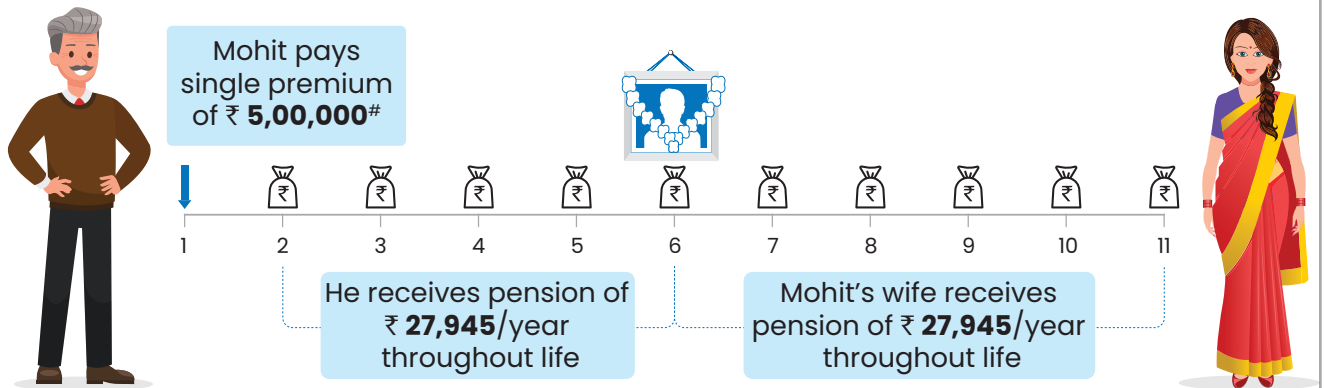 Mohit pays
single premium
of ₹ 5,00,000#
₹ ₹ ₹ ₹ ₹ ₹ ₹ ₹ ₹ ₹
1 2 3 4 5 6 7 8 9 10 11
He receives pension of
₹ 27,945/year
throughout life
Mohit’s wife receives
pension of ₹ 27,945/year
throughout life